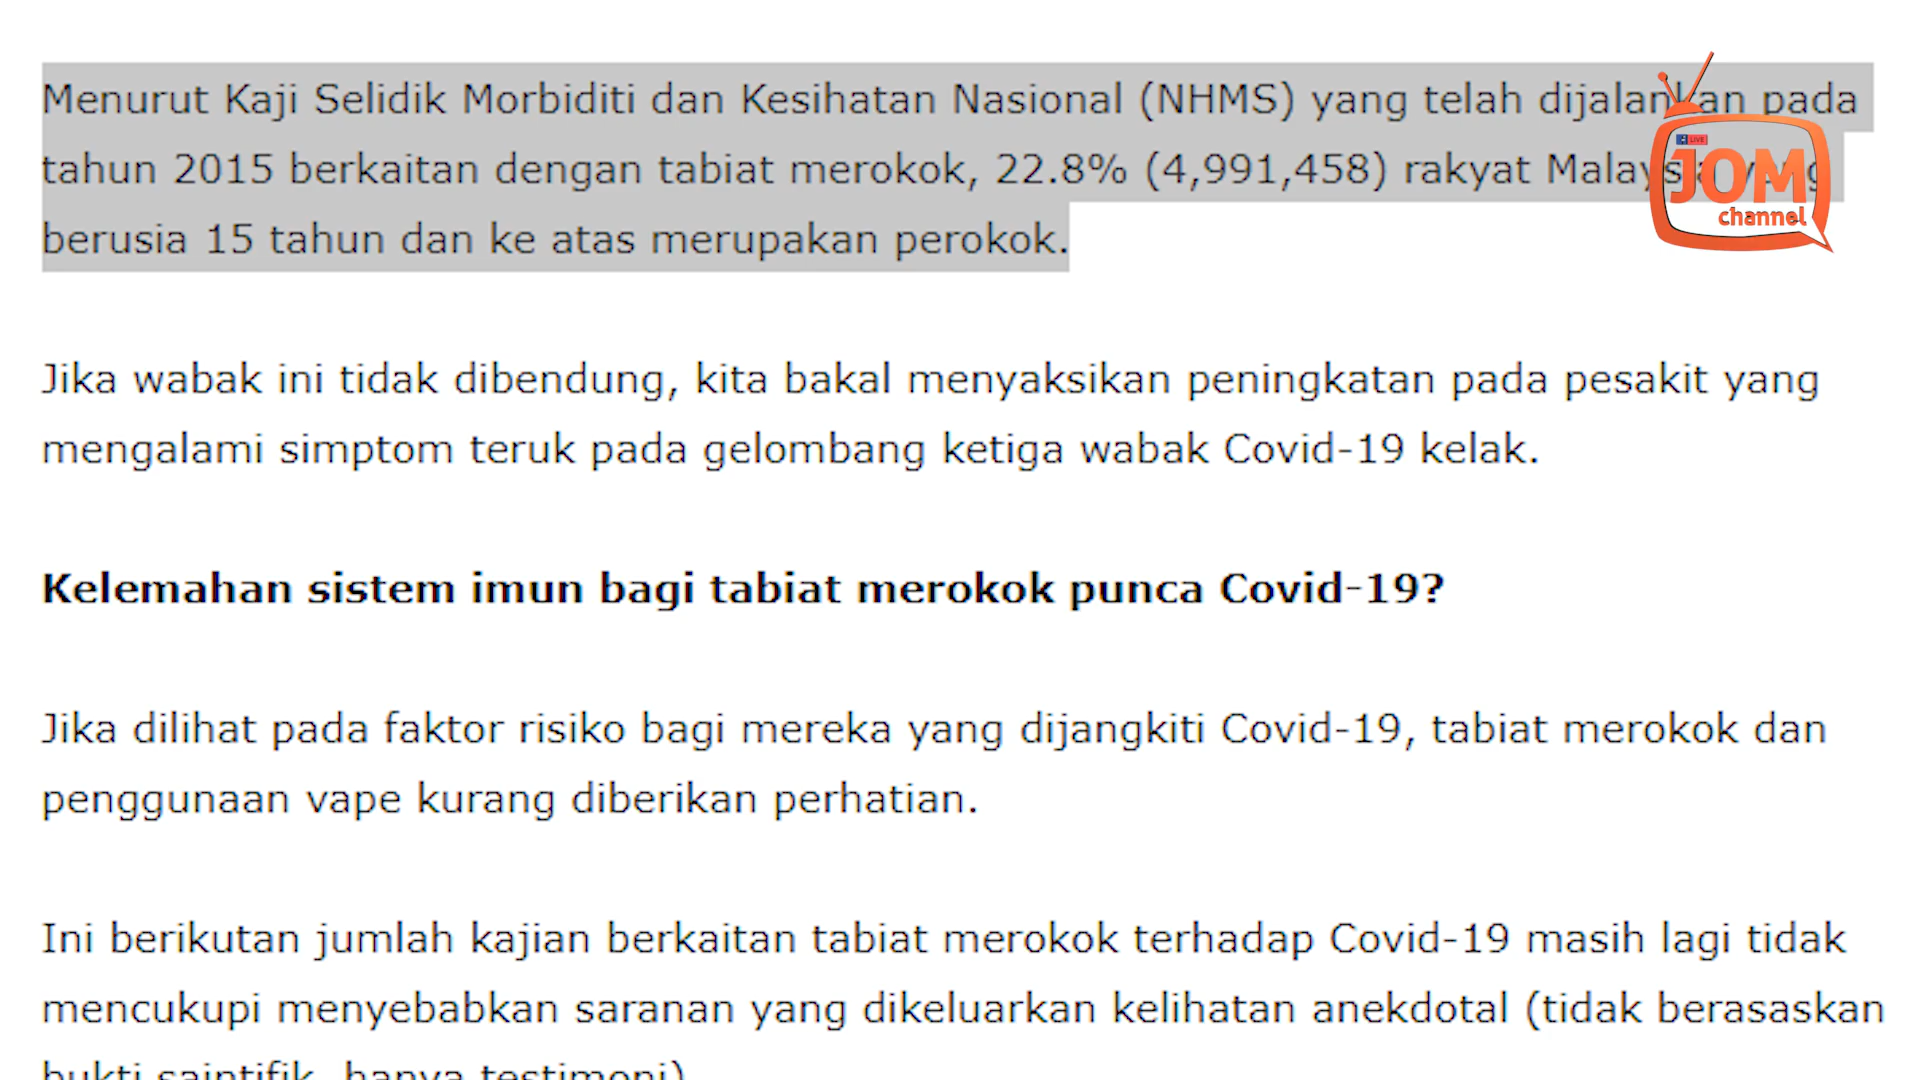 Menurut Kaji Selidik Morbiditi dan Kesihatan Nasional (NHMS) yang telah dijalankan pada
tahun 2015 berkaitan dengan tabiat merokok, 22.8% (4,991,458) rakyat Malaysia yang
berusia 15 tahun dan ke atas merupakan perokok.
LIVE
JOM
channel
Jika wabak ini tidak dibendung, kita bakal menyaksikan peningkatan pada pesakit yang
mengalami simptom teruk pada gelombang ketiga wabak Covid-19 kelak.
Kelemahan sistem imun bagi tabiat merokok punca Covid-19?
Jika dilihat pada faktor risiko bagi mereka yang dijangkiti Covid-19, tabiat merokok dan
penggunaan vape kurang diberikan perhatian.
Ini berikutan jumlah kajian berkaitan tabiat merokok terhadap Covid-19 masih lagi tidak
mencukupi menyebabkan saranan yang dikeluarkan kelihatan anekdotal (tidak berasaskan
bukti saintifik, hanya testimoni)